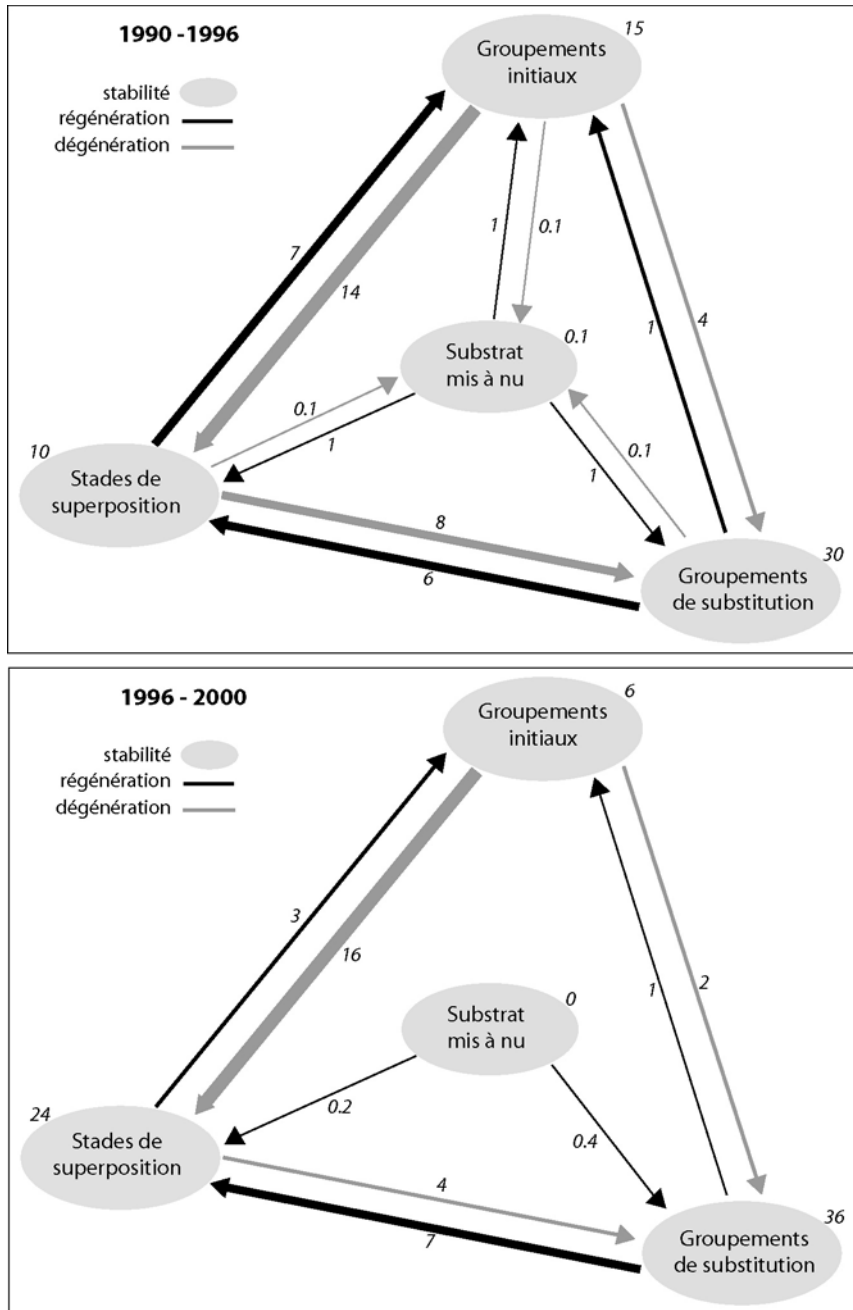 1990 -1996
stabilité
régénération
dégénération
15
Groupements
initiaux
7
14
1
0.1
1
4
0.1
Substrat
mis à nu
0.1
1
0.1
1
10
Stades de
superposition
8
6
30
Groupements
de substitution
1996 - 2000
stabilité
régénération
dégénération
6
Groupements
initiaux
3
16
1
2
0
Substrat
mis à nu
0.2
0.4
24
Stades de
superposition
4
7
36
Groupements
de substitution